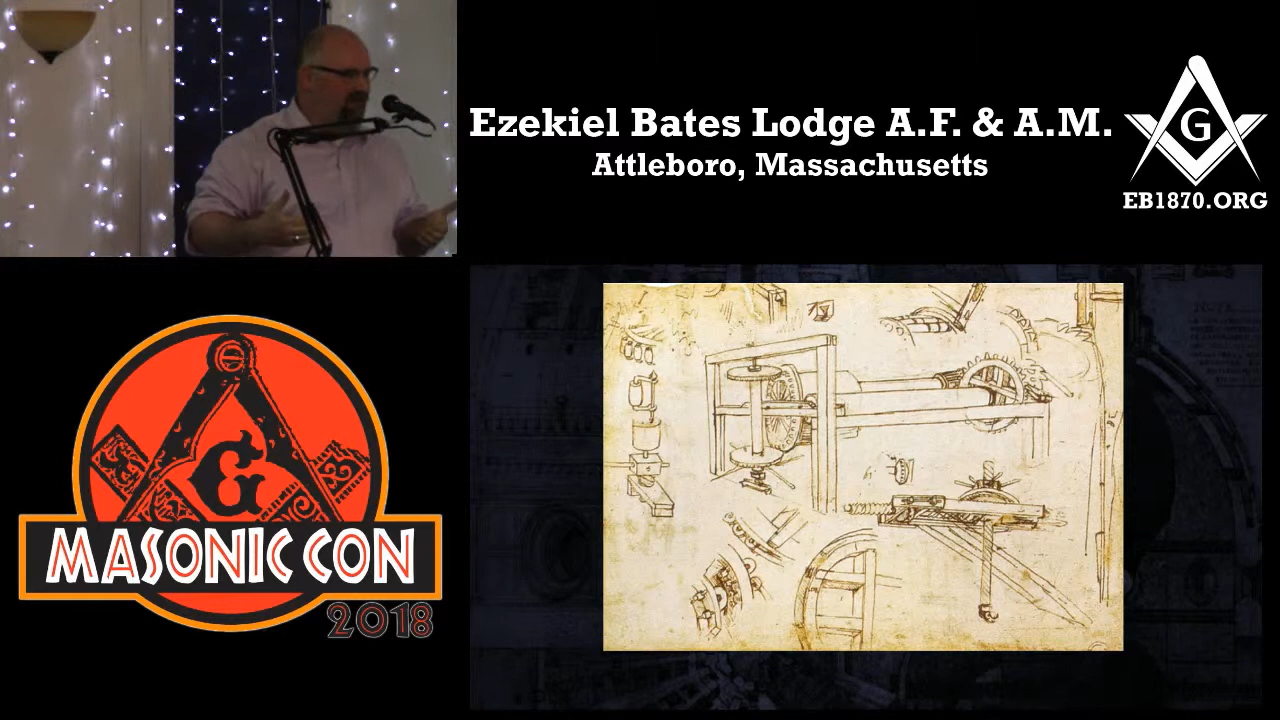 Ezekiel Bates Lodge A.F. & A.M.
Attleboro, Massachusetts
G
EB1870.ORG
G
MASONIC CON
2018